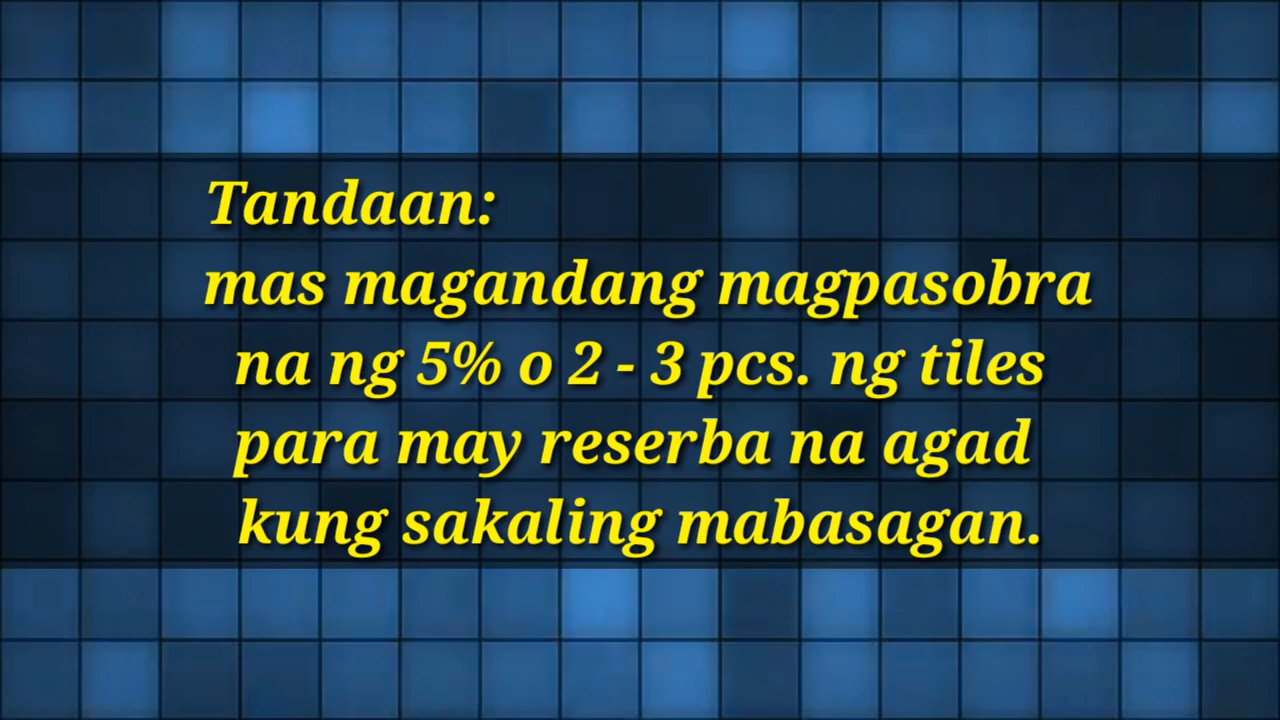 Tandaan:
mas magandang magpasobra
na ng 5% o 2 - 3 pcs. ng tiles
para may reserba na agad
kung sakaling mabasagan.